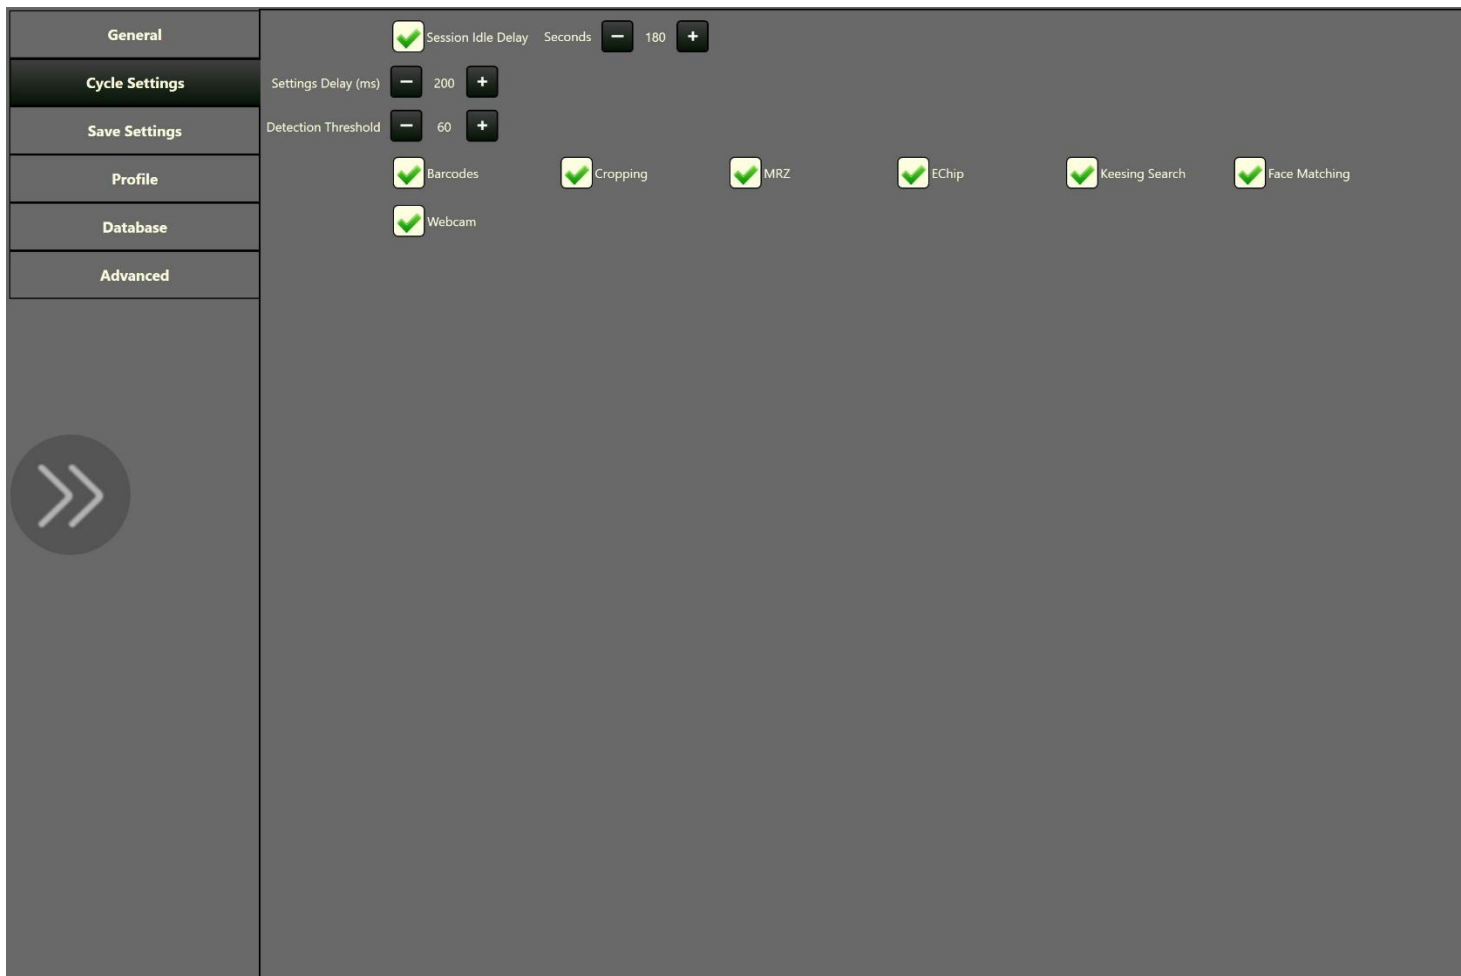 General
Cycle Settings
Save Settings
Profile
Database
Advanced
Session Idle Delay Seconds 180
Settings Delay (ms) 200
Detection Threshold 60
Barcodes Cropping MRZ EChip Keesing Search Face Matching
Webcam